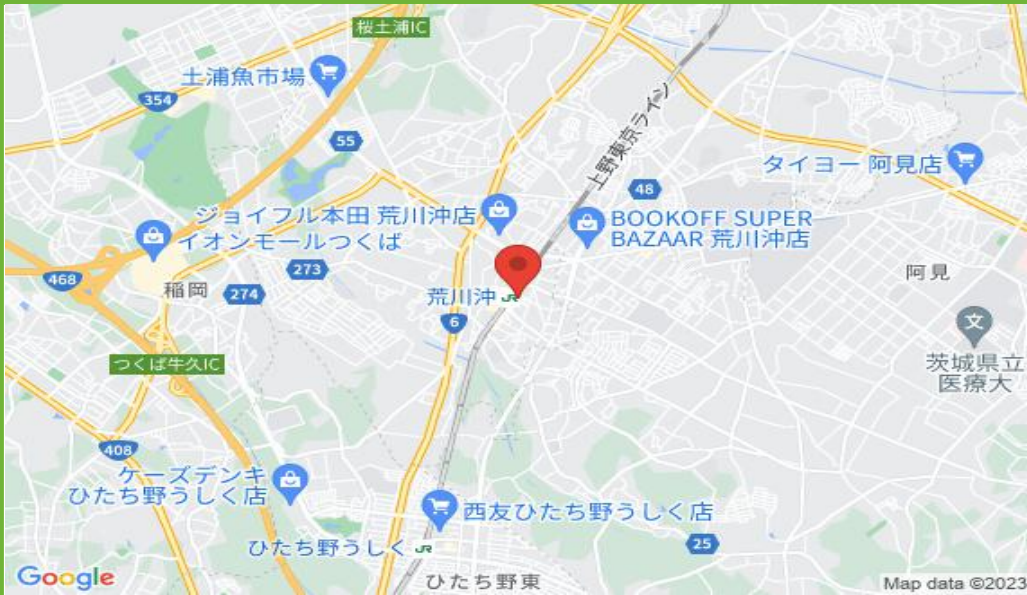 桜土浦IC
土浦魚市場
354
55
上野東京ライン
タイヨー 阿見店
48
ジョイフル本田 荒川沖店
イオンモールつくば
BOOKOFF SUPER
BAZAAR 荒川沖店
273
468
稲岡
274
荒川沖
JR
阿見
6
文
つくば牛久IC
茨城県立
医療大
408
ケーズデンキ
ひたち野うしく店
西友ひたち野うしく店
25
ひたち野うしく
JR
ひたち野東
Google
Map data ©2023